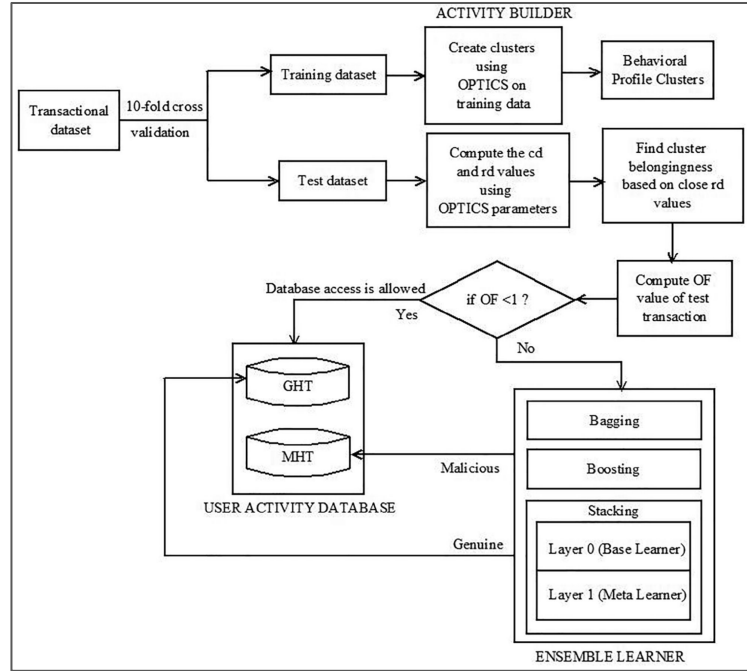 ACTIVITY BUILDER
Transactional
dataset
10-fold cross
validation
Training dataset
Create clusters
using
OPTICS on
training data
Behavioral
Profile Clusters
Test dataset
Compute the cd
and rd values
using
OPTICS parameters
Find cluster
belongingness
based on close rd
values
Compute OF
value of test
transaction
if OF <1 ?
Database access is allowed
Yes
No
GHT
MHT
USER ACTIVITY DATABASE
Malicious
Genuine
Bagging
Boosting
Stacking
Layer 0 (Base Learner)
Layer 1 (Meta Learner)
ENSEMBLE LEARNER